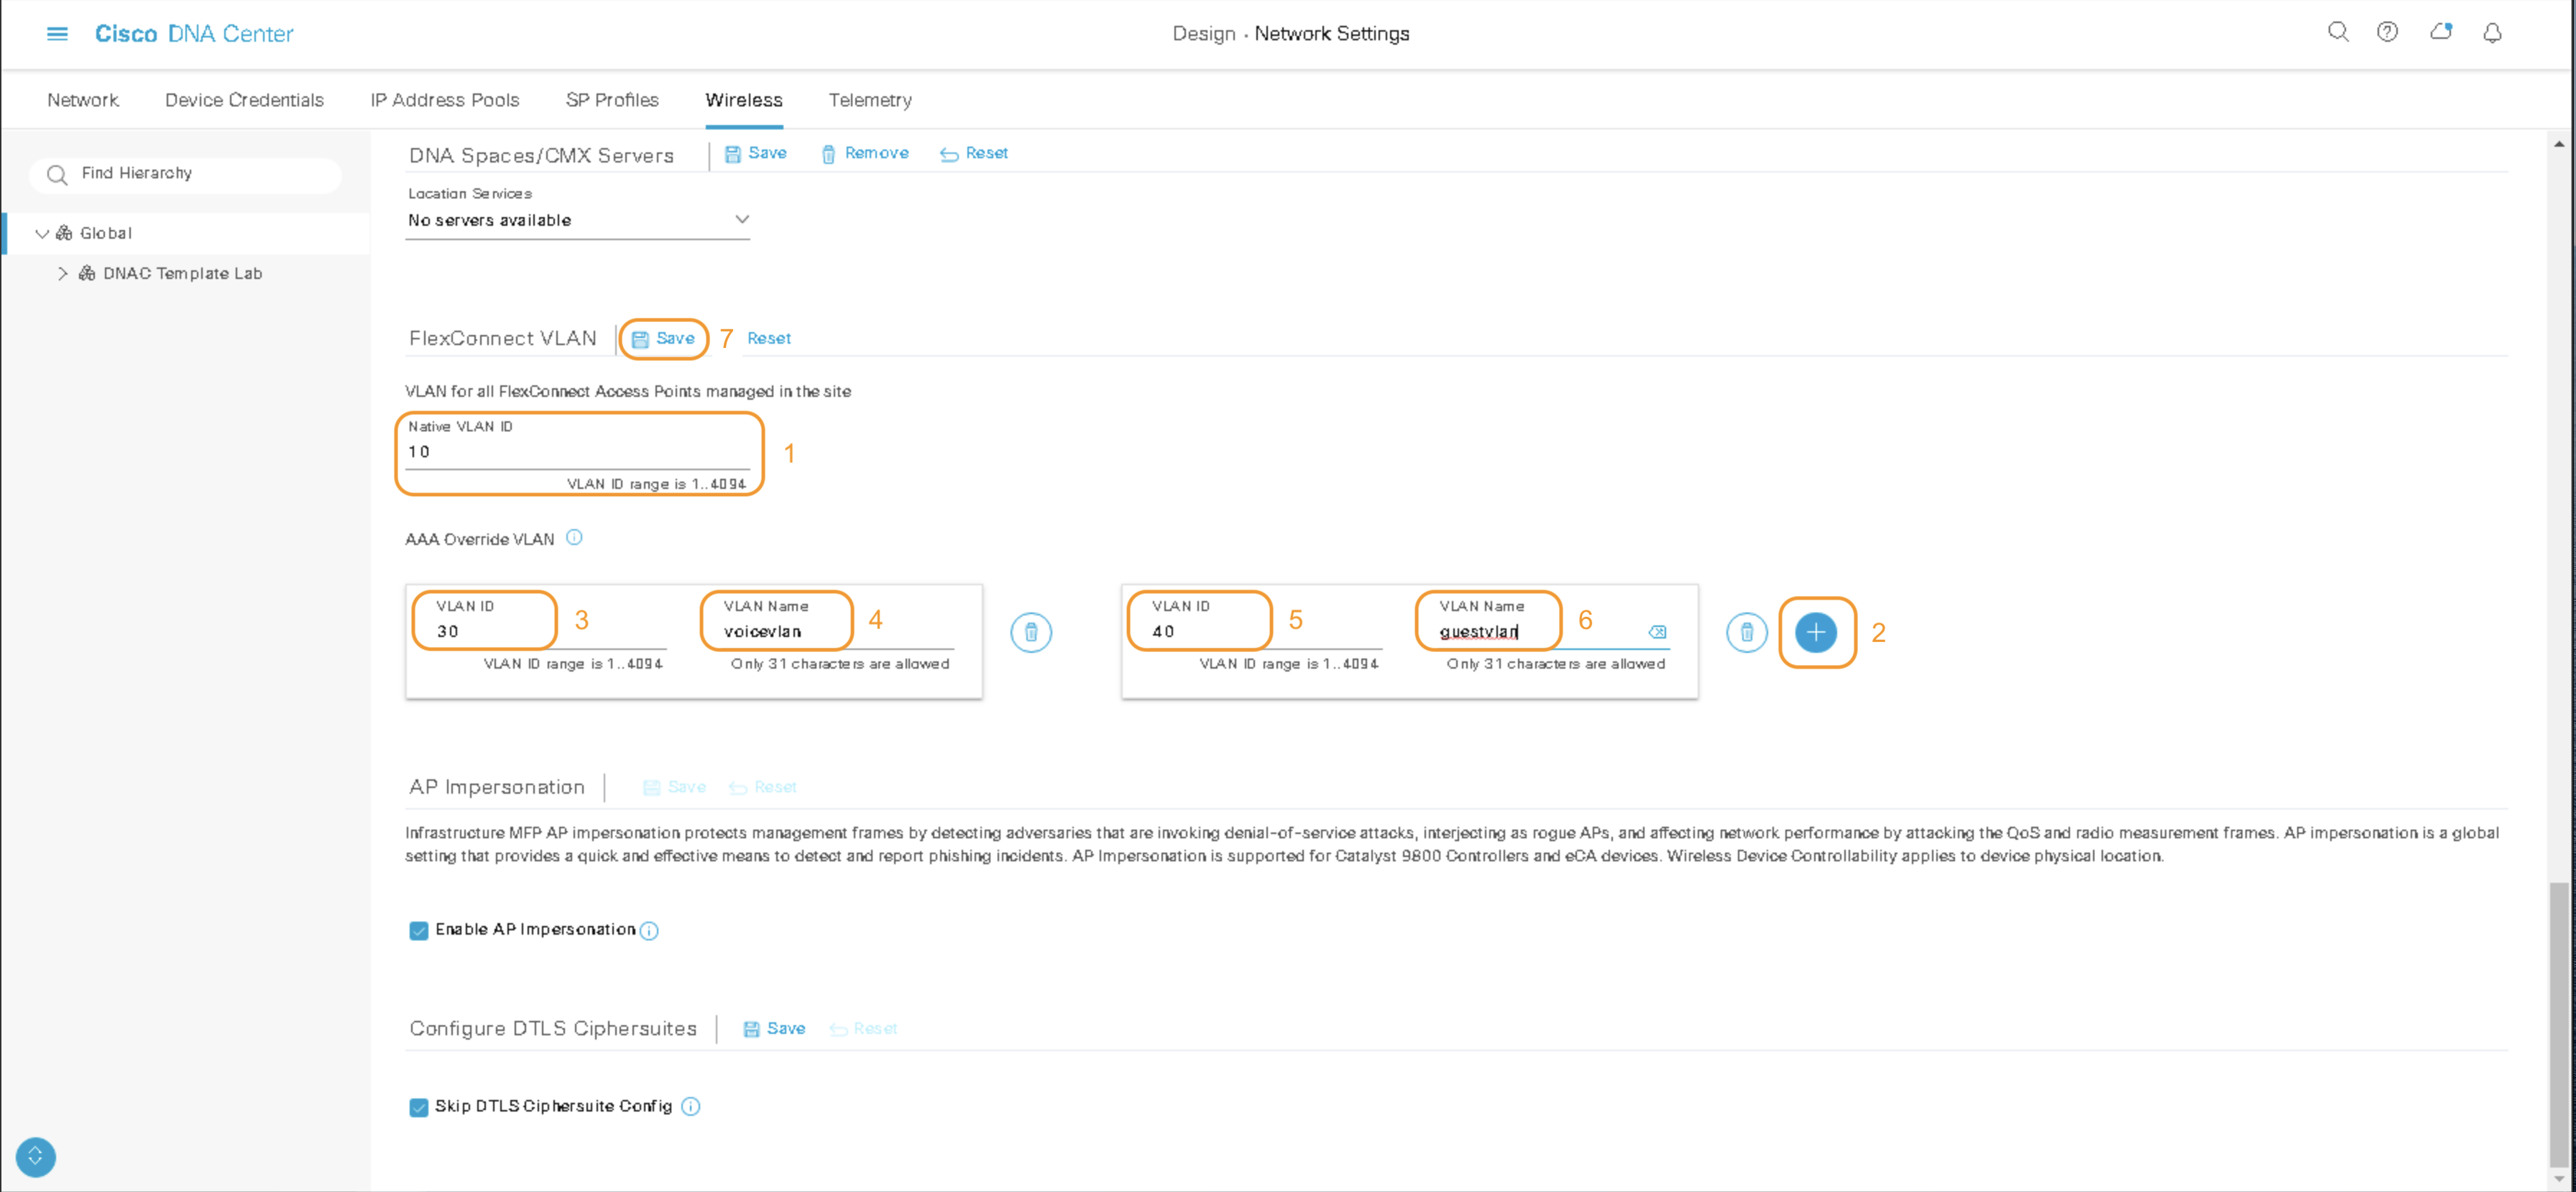 Cisco DNA Center
Design · Network Settings
Network Device Credentials IP Address Pools SP Profiles Wireless Telemetry
Find Hierarchy
Global
DNAC Template Lab
DNA Spaces/CMX Servers Save Remove Reset
Location Services
No servers available
FlexConnect VLAN Save 7 Reset
VLAN for all FlexConnect Access Points managed in the site
Native VLAN ID
10 1
VLAN ID range is 1..4094
AAA Override VLAN
VLAN ID VLAN Name VLAN ID VLAN Name
30 3 voicevlan 4 40 5 guestvlan 6 2
VLAN ID range is 1..4094 Only 31 characters are allowed VLAN ID range is 1..4094 Only 31 characters are allowed
AP Impersonation Save Reset
Infrastructure MFP AP impersonation protects management frames by detecting adversaries that are invoking denial-of-service attacks, interjecting as rogue APs, and affecting network performance by attacking the QoS and radio measurement frames. AP impersonation is a global
setting that provides a quick and effective means to detect and report phishing incidents. AP Impersonation is supported for Catalyst 9800 Controllers and eCA devices. Wireless Device Controllability applies to device physical location.
Enable AP Impersonation
Configure DTLS Ciphersuites Save Reset
Skip DTLS Ciphersuite Config